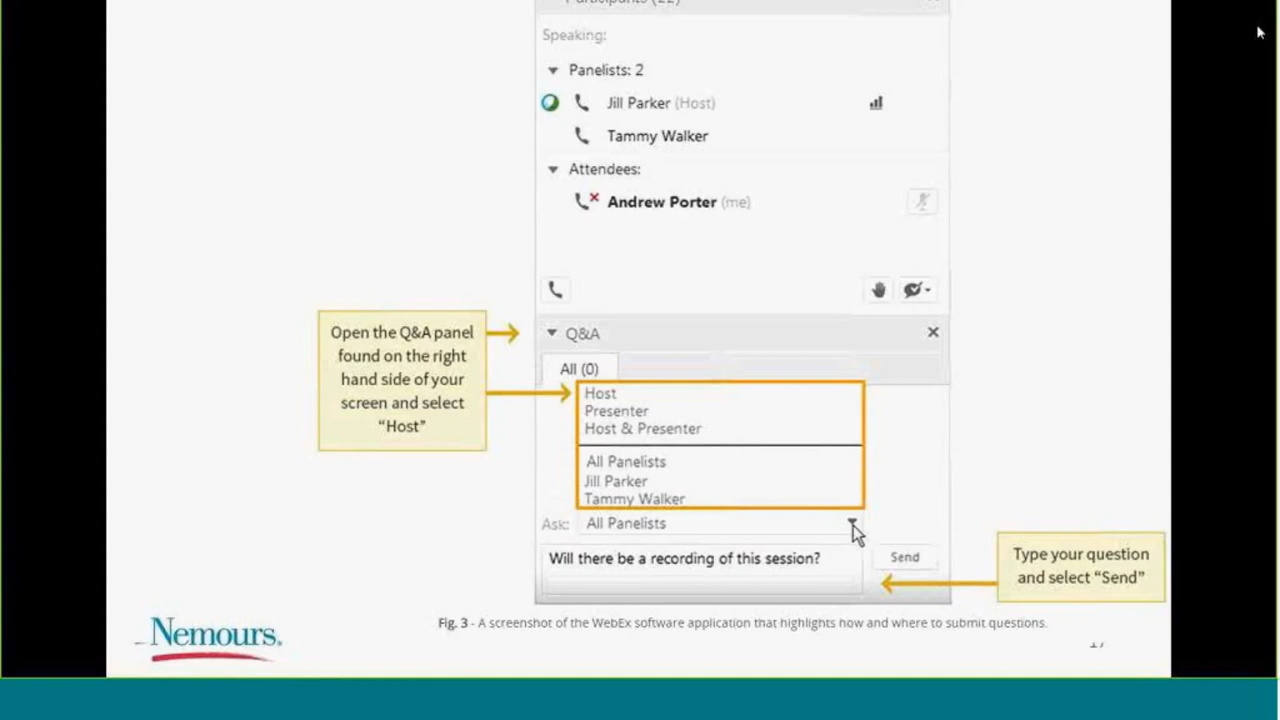 Participants (22)
Speaking:
Panelists: 2
Jill Parker (Host)
Tammy Walker
Attendees:
Andrew Porter (me)
Q&A
All (0)
Open the Q&A panel
found on the right
hand side of your
screen and select
“Host”
Host
Presenter
Host & Presenter
All Panelists
Jill Parker
Tammy Walker
Ask: All Panelists
Will there be a recording of this session?
Send
Type your question
and select “Send”
Fig. 3 - A screenshot of the WebEx software application that highlights how and where to submit questions.
Nemours.